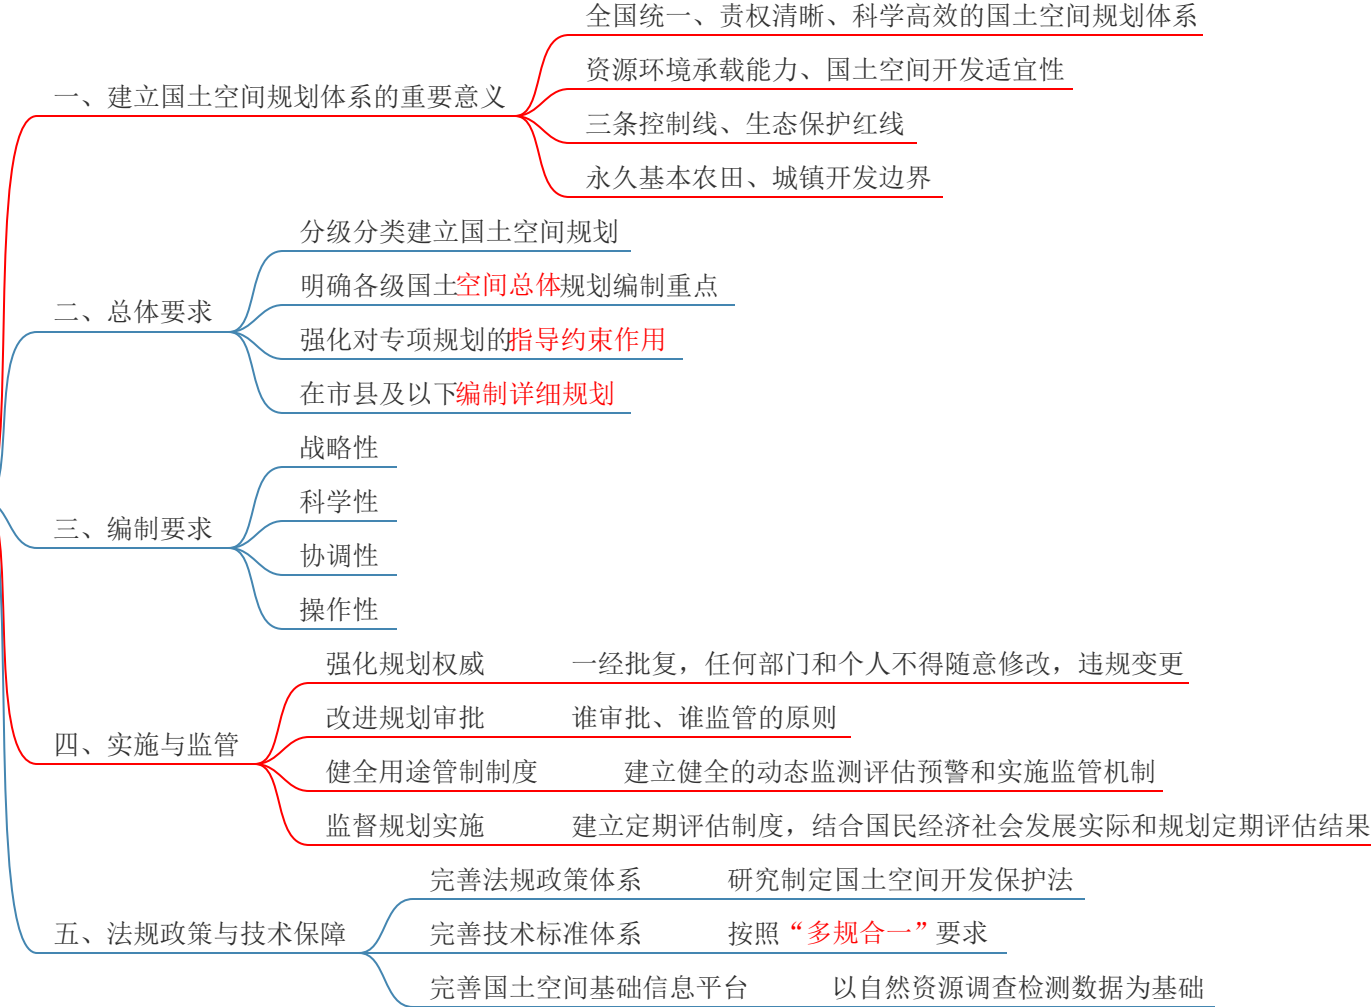 一、建立国土空间规划体系的重要意义
全国统一、责权清晰、科学高效的国土空间规划体系
资源环境承载能力、国土空间开发适宜性
三条控制线、生态保护红线
永久基本农田、城镇开发边界
二、总体要求
分级分类建立国土空间规划
明确各级国土空间总体规划编制重点
强化对专项规划的指导约束作用
在市县及以下编制详细规划
三、编制要求
战略性
科学性
协调性
操作性
四、实施与监管
强化规划权威 一经批复，任何部门和个人不得随意修改，违规变更
改进规划审批 谁审批、谁监管的原则
健全用途管制制度 建立健全的动态监测评估预警和实施监管机制
监督规划实施 建立定期评估制度，结合国民经济社会发展实际和规划定期评估结果
五、法规政策与技术保障
完善法规政策体系 研究制定国土空间开发保护法
完善技术标准体系 按照“多规合一”要求
完善国土空间基础信息平台 以自然资源调查检测数据为基础